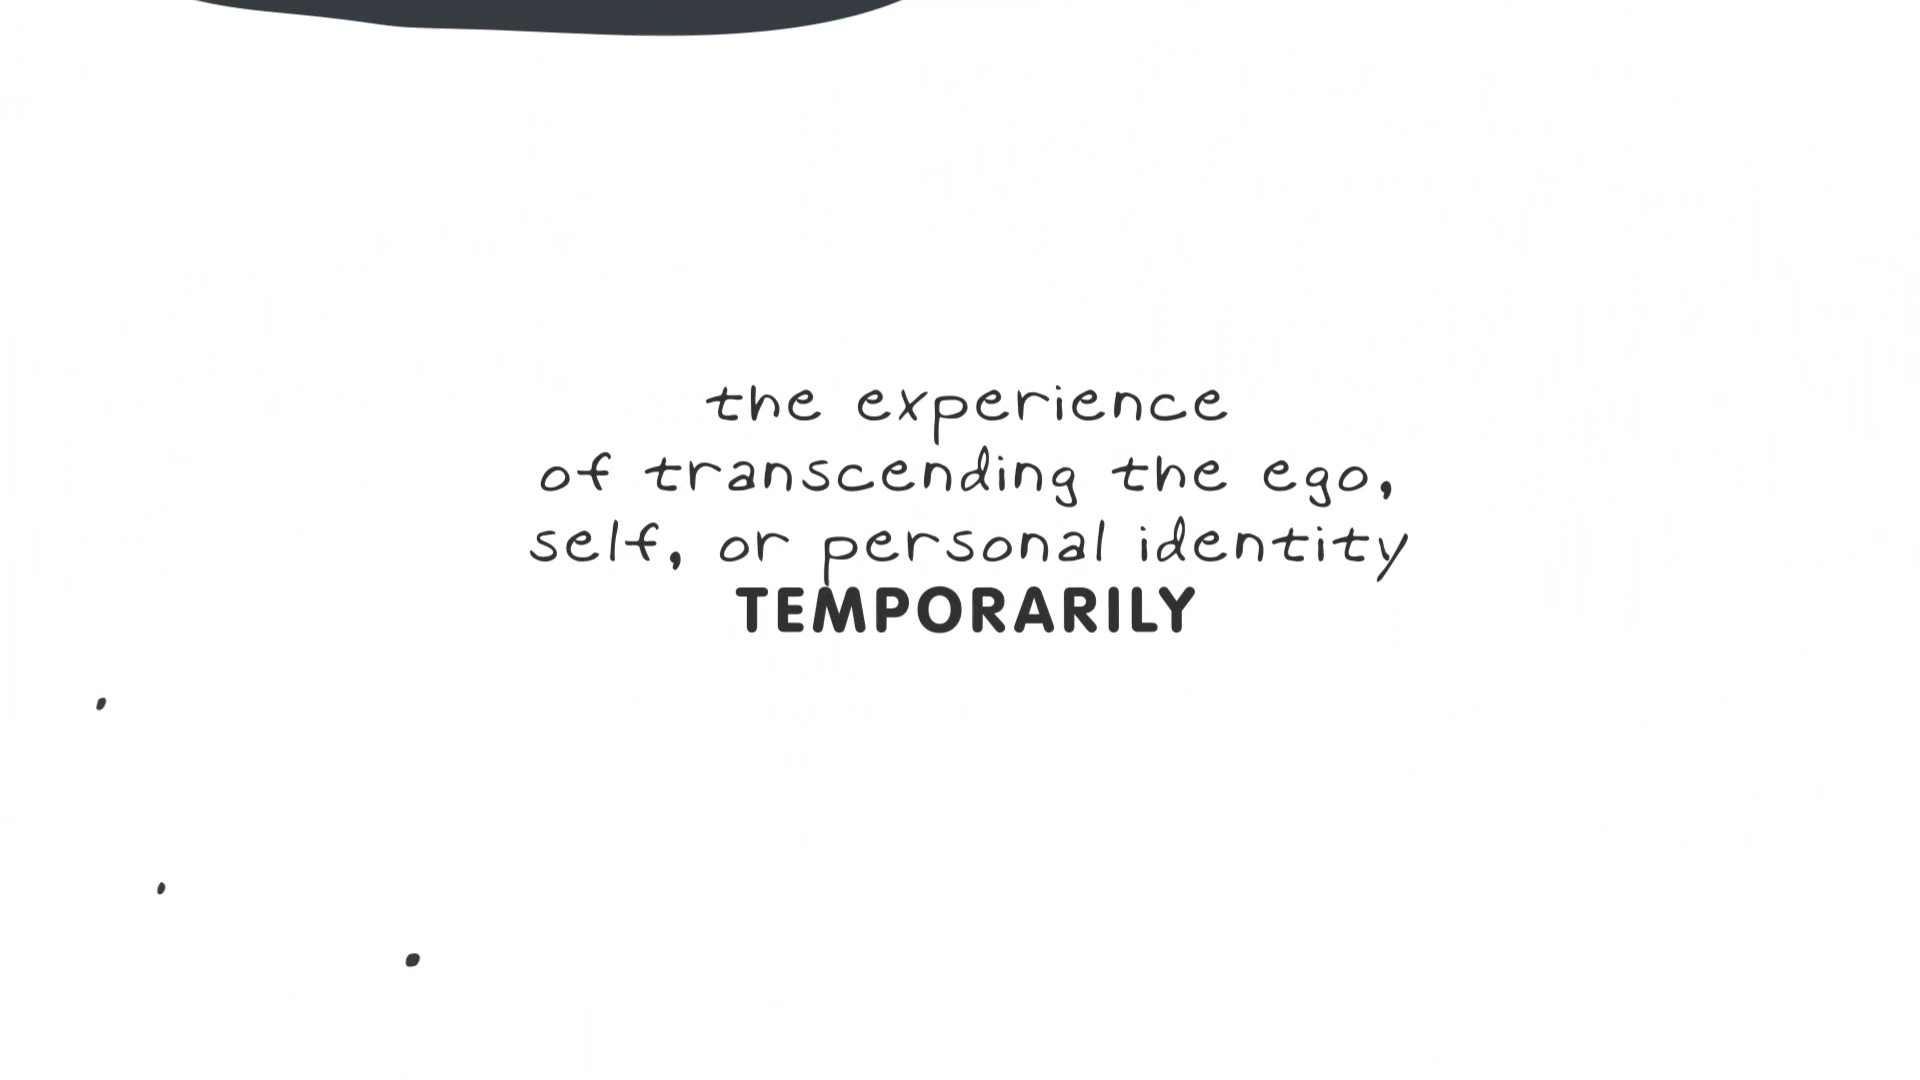 the experience
of transcending the ego,
self, or personal identity
TEMPORARILY